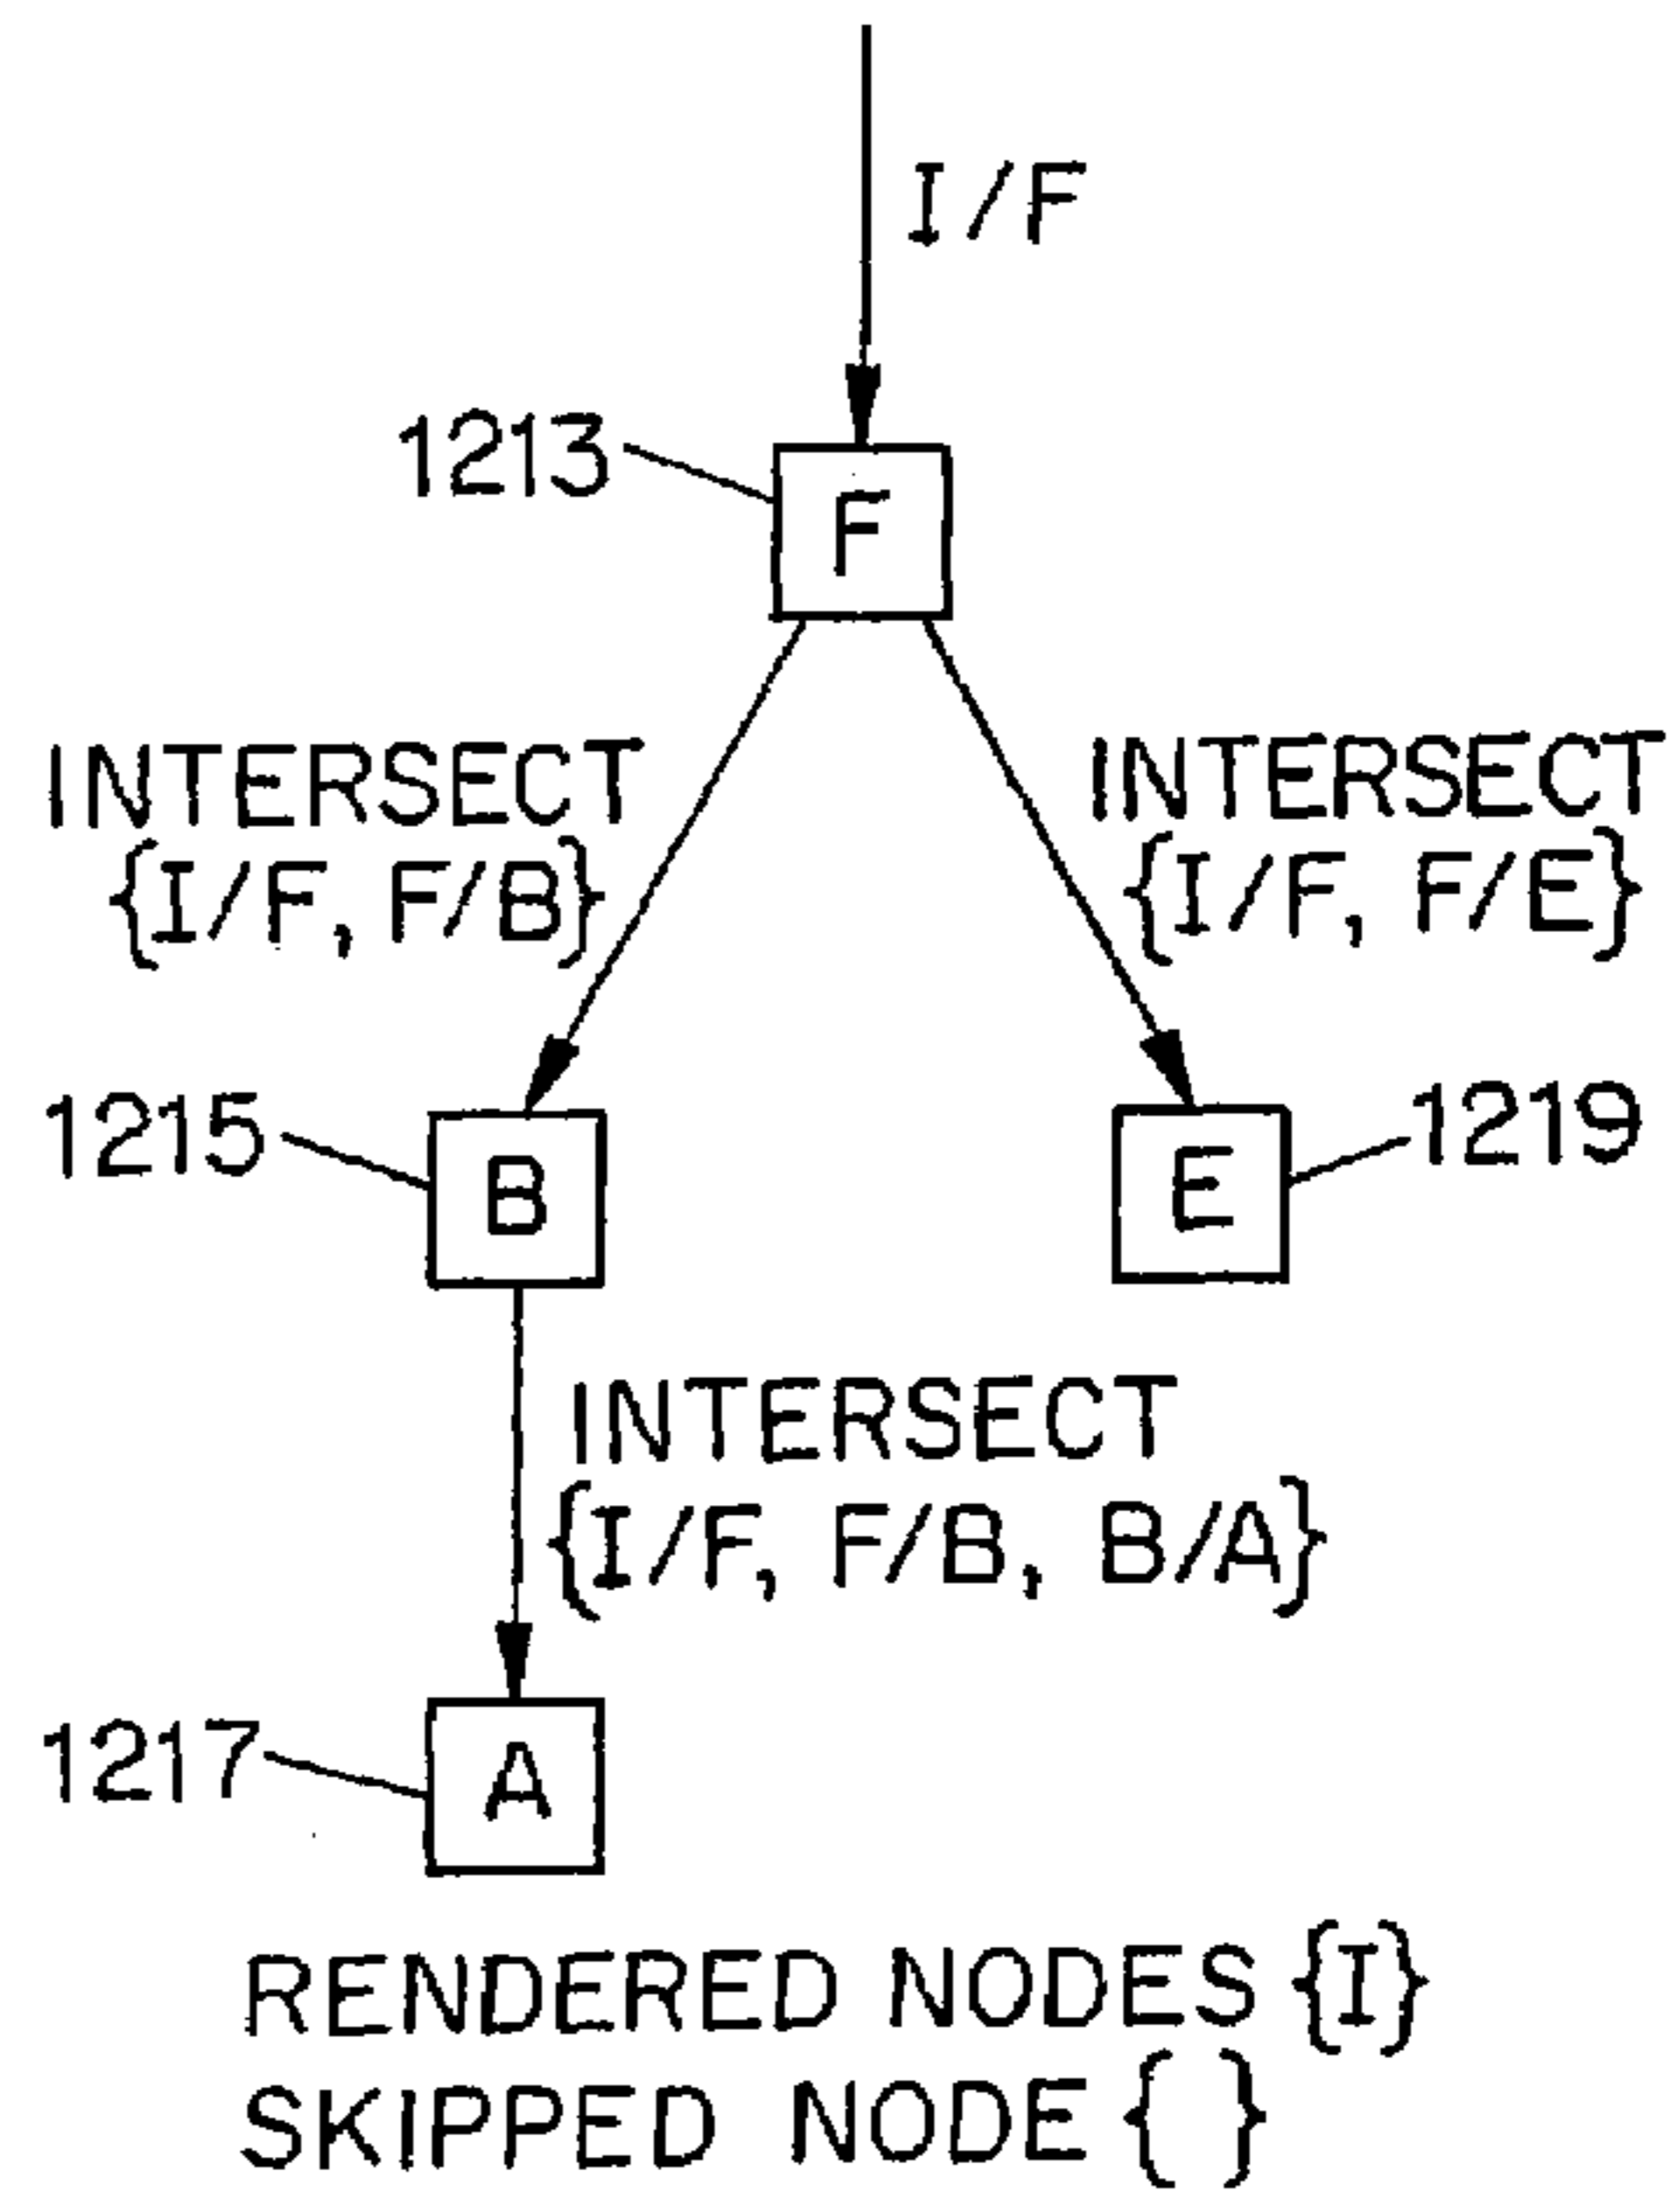 I/F
1213
F
INTERSECT
{I/F, F/B}
INTERSECT
{I/F, F/E}
1215
B
E
1219
INTERSECT
{I/F, F/B, B/A}
1217
A
RENDERED NODES {I}
SKIPPED NODE { }